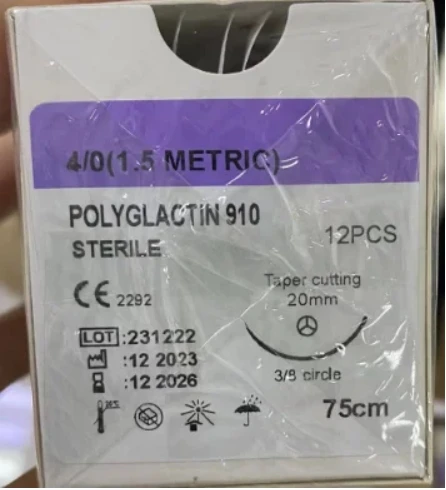 4/0(1.5 METRIC)
POLYGLACTIN 910
STERILE
12PCS
CE 2292
Taper cutting
20mm
LOT :231222
:12 2023
:12 2026
3/8 circle
75cm